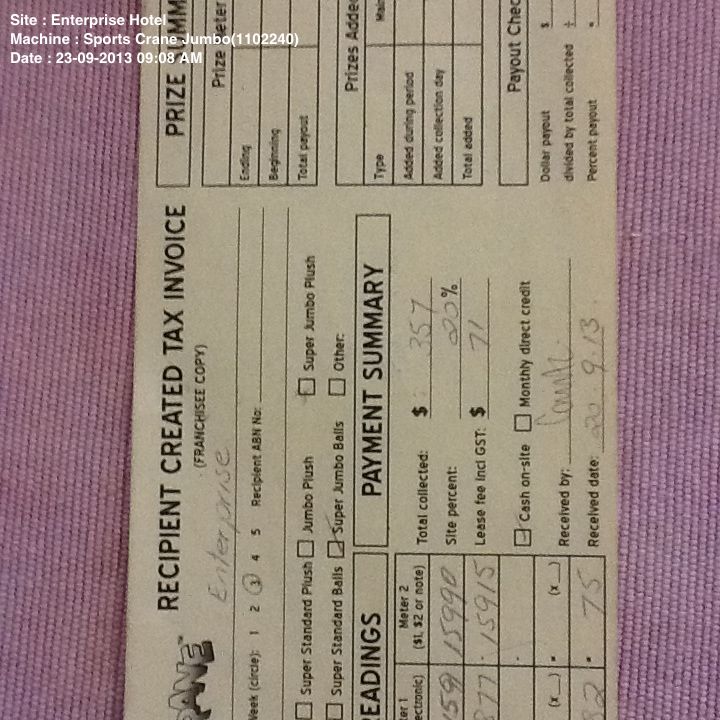 Site : Enterprise Hotel
Machine : Sports Crane Jumbo(1102240)
Date : 23-09-2013 09:08 AM
RECIPIENT CREATED TAX INVOICE
(FRANCHISEE COPY)
Enterprise
Week (circle): 1 2 3 4 5 Recipient ABN No:
Super Standard Plush Jumbo Plush Super Jumbo Plush
Super Standard Balls Super Jumbo Balls Other:
READINGS
Meter 2
($1, $2 or note)
159 15990
877 15915
(x ) (x )
75
PAYMENT SUMMARY
Total collected: $ 357
Site percent: 20%
Lease fee incl GST: $ 71
Cash on-site Monthly direct credit
Received by:
Received date: 20.9.13
Ending
Beginning
Total payout
Prizes Added
Type
Added during period
Added collection day
Total added
Payout Chec
Dollar payout $
divided by total collected ÷
Percent payout